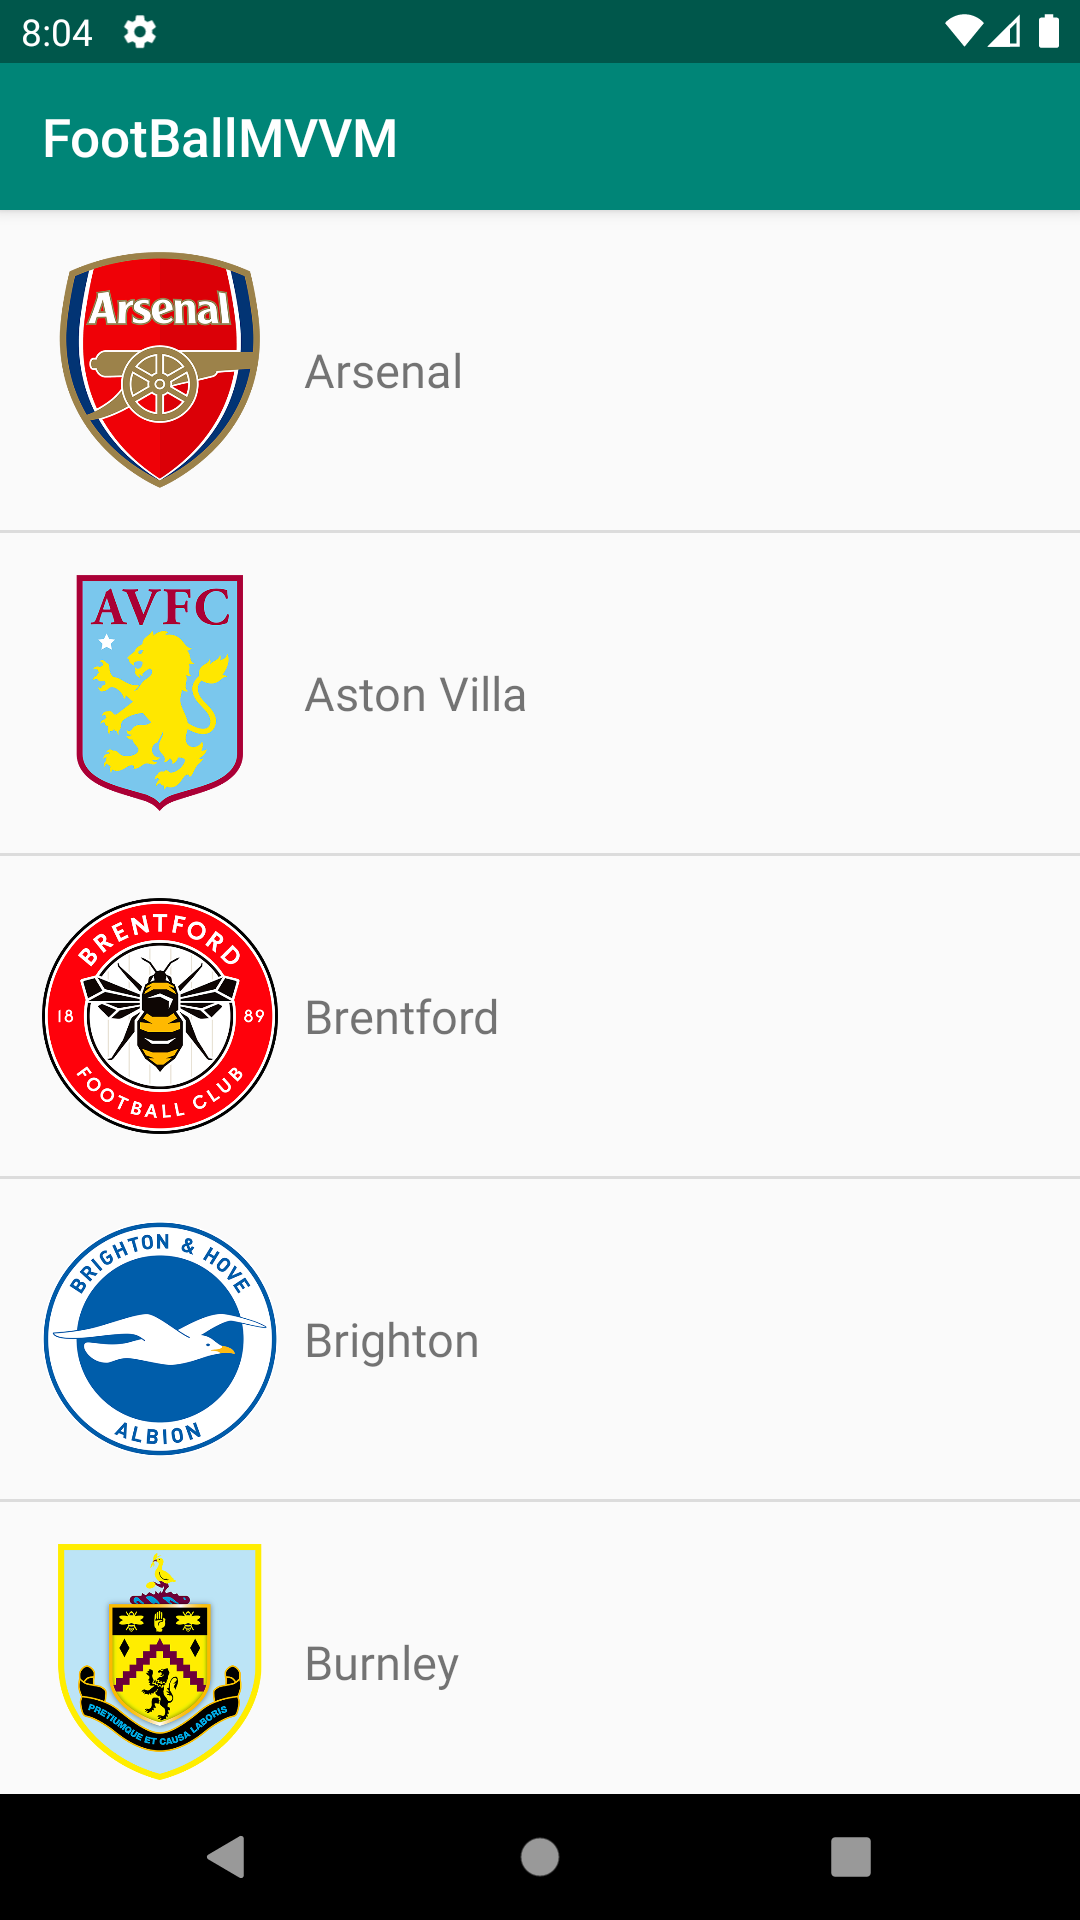 8:04
FootBallMVVM
Arsenal
Arsenal
AVFC
Aston Villa
BRENTFORD
18 89
FOOTBALL CLUB
Brentford
BRIGHTON & HOVE
ALBION
Brighton
PRETIUMQUE ET CAUSA LABORIS
Burnley